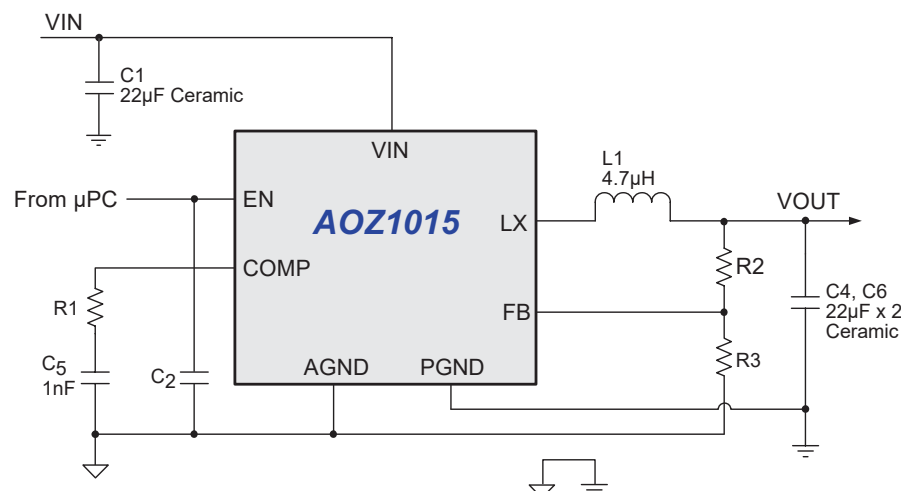 VIN
C1
22µF Ceramic
VIN
From µPC
EN
AOZ1015
LX
L1
4.7µH
VOUT
COMP
R1
R2
FB
C4, C6
22µF x 2
Ceramic
R3
C5
1nF
C2
AGND
PGND